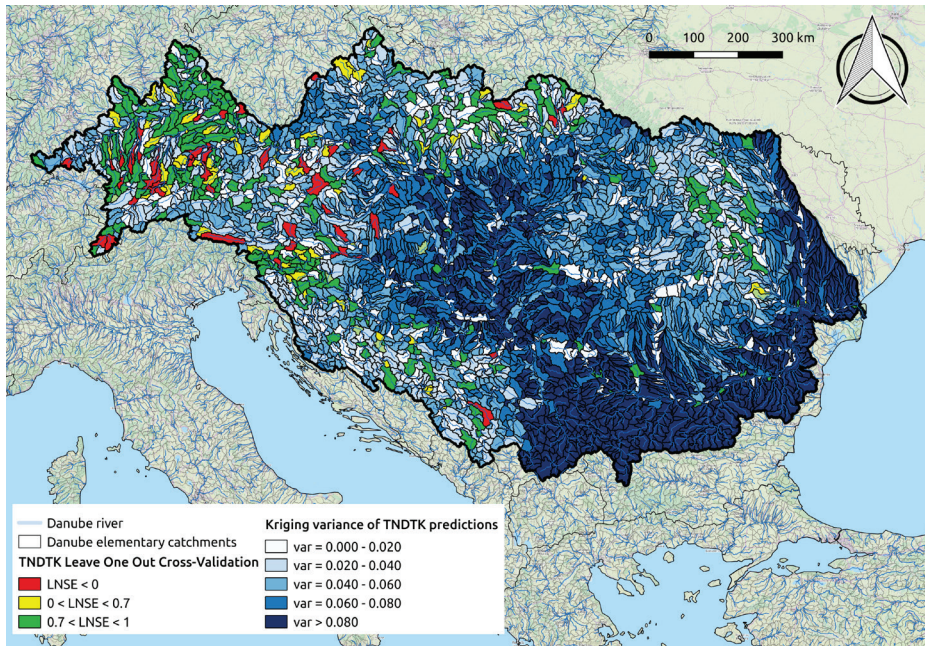 0 100 200 300 km
Danube river
Danube elementary catchments
TNDTK Leave One Out Cross-Validation
LNSE < 0
0 < LNSE < 0.7
0.7 < LNSE < 1
Kriging variance of TNDTK predictions
var = 0.000 - 0.020
var = 0.020 - 0.040
var = 0.040 - 0.060
var = 0.060 - 0.080
var > 0.080